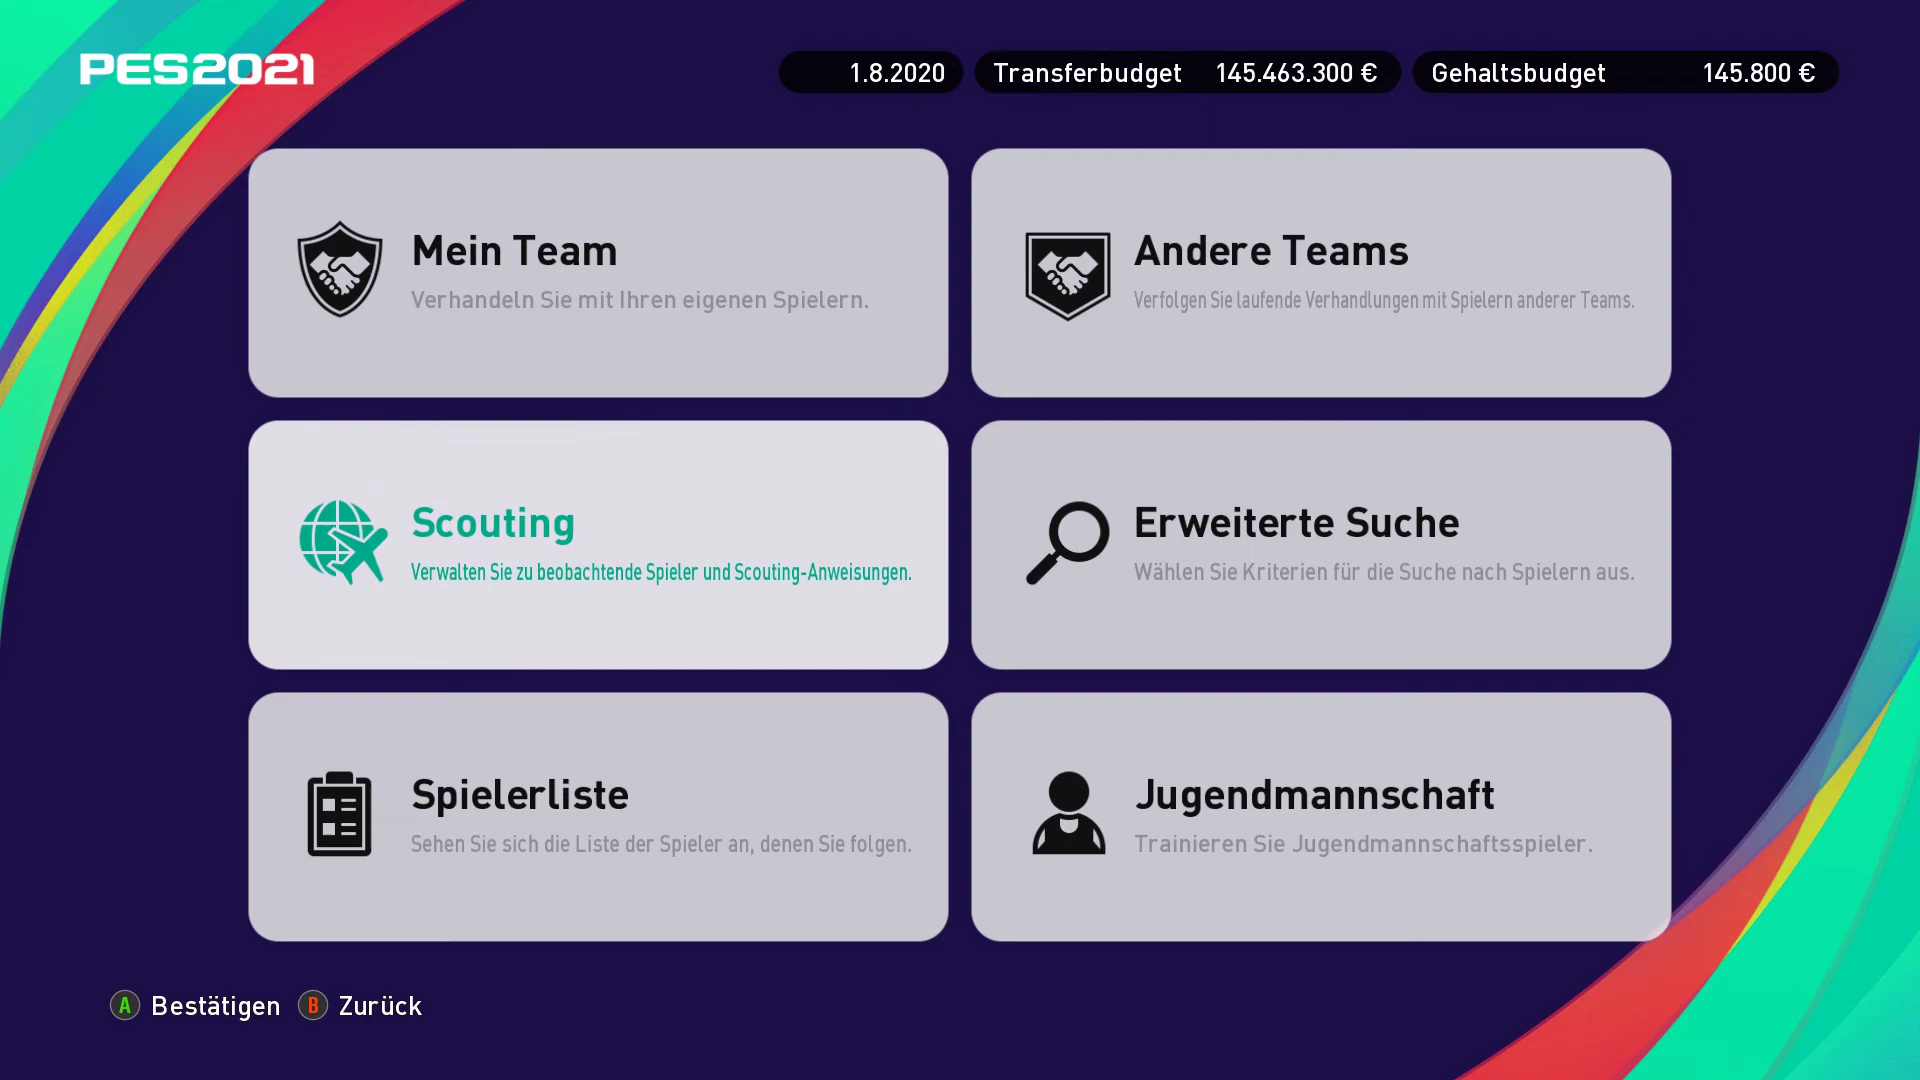 PES2021
1.8.2020
Transferbudget 145.463.300 €
Gehaltsbudget 145.800 €
Mein Team
Verhandeln Sie mit Ihren eigenen Spielern.
Andere Teams
Verfolgen Sie laufende Verhandlungen mit Spielern anderer Teams.
Scouting
Verwalten Sie zu beobachtende Spieler und Scouting-Anweisungen.
Erweiterte Suche
Wählen Sie Kriterien für die Suche nach Spielern aus.
Spielerliste
Sehen Sie sich die Liste der Spieler an, denen Sie folgen.
Jugendmannschaft
Trainieren Sie Jugendmannschaftsspieler.
A Bestätigen B Zurück